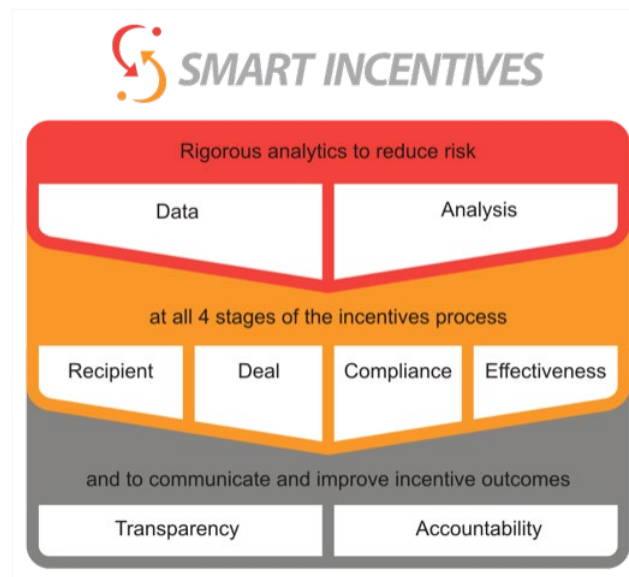 SMART INCENTIVES
Rigorous analytics to reduce risk
Data
Analysis
at all 4 stages of the incentives process
Recipient
Deal
Compliance
Effectiveness
and to communicate and improve incentive outcomes
Transparency
Accountability